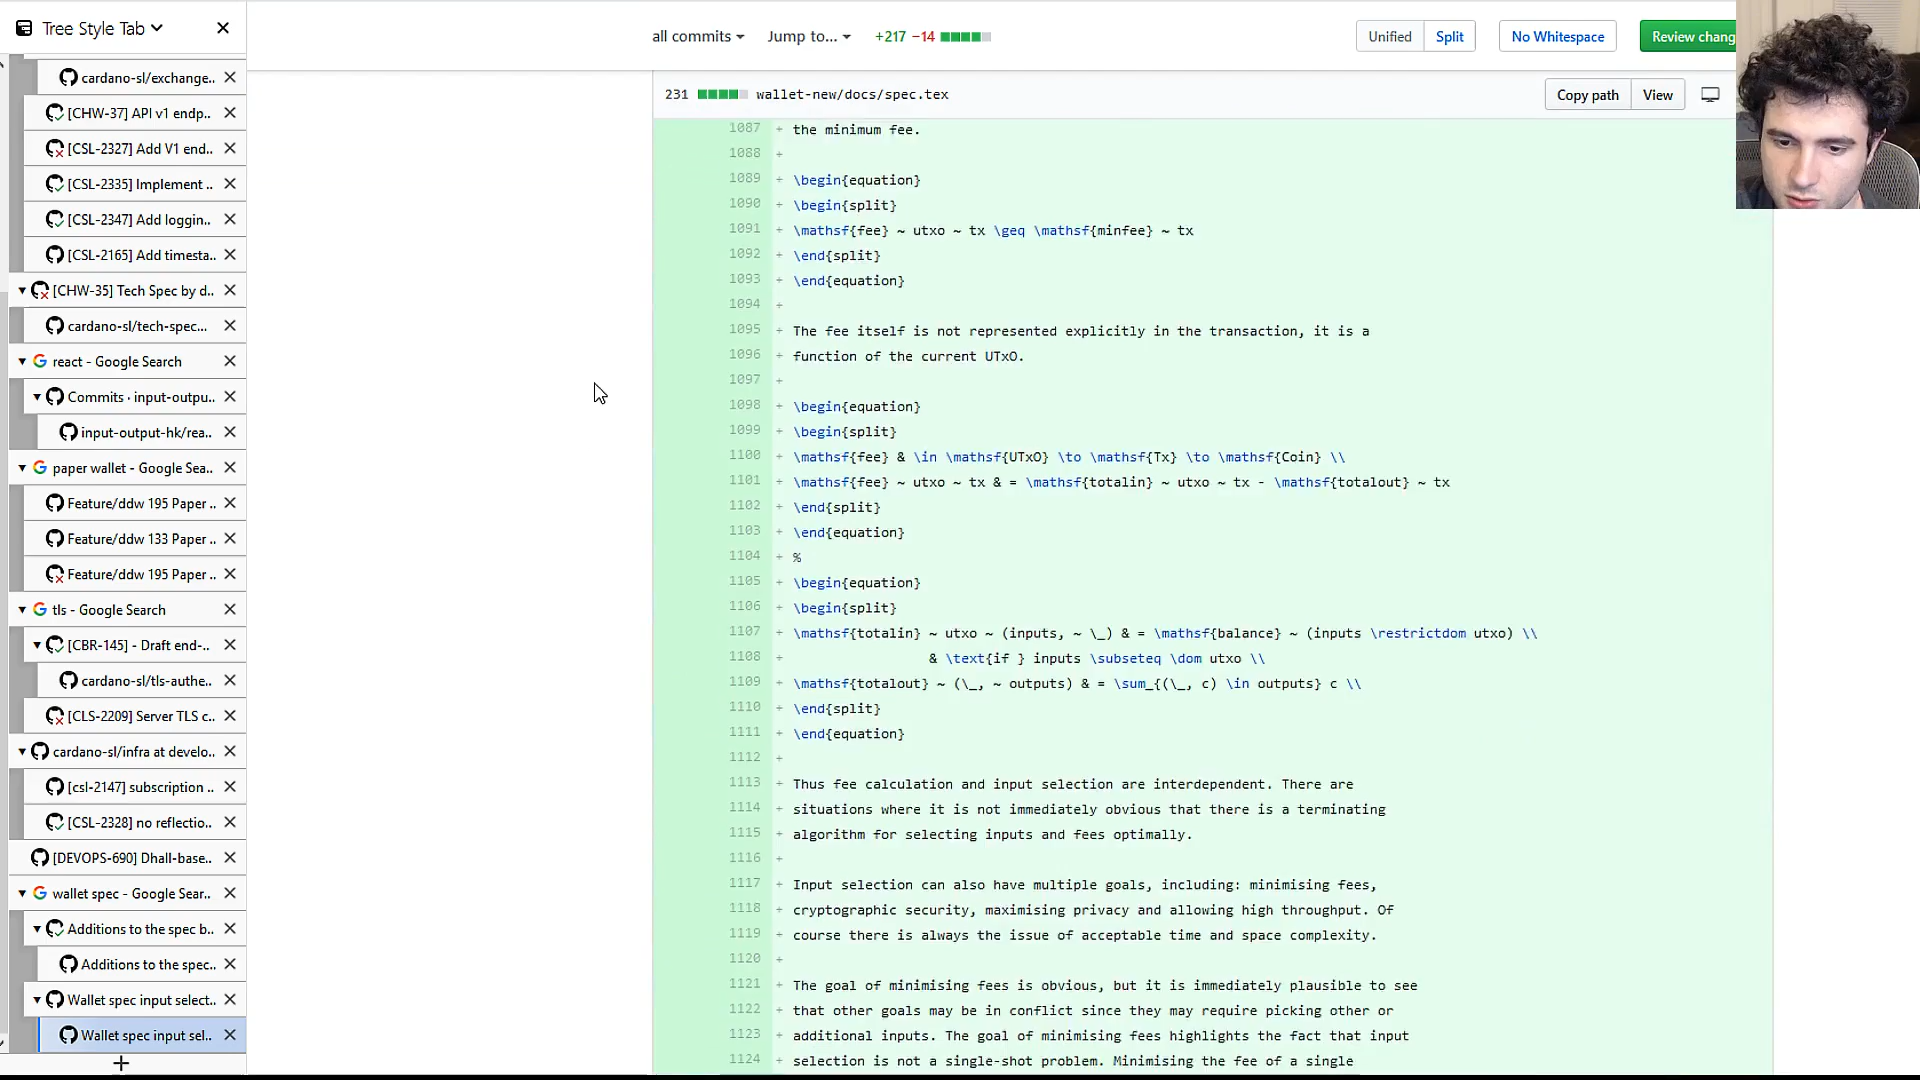 Tree Style Tab
cardano-sl/exchange..
[CHW-37] API v1 endp..
[CSL-2327] Add V1 end..
[CSL-2335] Implement ..
[CSL-2347] Add loggin..
[CSL-2165] Add timesta..
[CHW-35] Tech Spec by d..
cardano-sl/tech-spec...
react - Google Search
Commits · input-outpu..
input-output-hk/rea..
paper wallet - Google Sea..
Feature/ddw 195 Paper ..
Feature/ddw 133 Paper ..
Feature/ddw 195 Paper ..
tls - Google Search
[CBR-145] - Draft end-..
cardano-sl/tls-authe..
[CLS-2209] Server TLS c..
cardano-sl/infra at develo..
[csl-2147] subscription ..
[CSL-2328] no reflectio..
[DEVOPS-690] Dhall-base..
wallet spec - Google Sear..
Additions to the spec b..
Additions to the spec..
Wallet spec input select..
Wallet spec input sel..
+
all commits Jump to... +217 −14 Unified Split No Whitespace Review chang
231 wallet-new/docs/spec.tex Copy path View
1087 + the minimum fee.
1088 +
1089 + \begin{equation}
1090 + \begin{split}
1091 + \mathsf{fee} ~ utxo ~ tx \geq \mathsf{minfee} ~ tx
1092 + \end{split}
1093 + \end{equation}
1094 +
1095 + The fee itself is not represented explicitly in the transaction, it is a
1096 + function of the current UTxO.
1097 +
1098 + \begin{equation}
1099 + \begin{split}
1100 + \mathsf{fee} & \in \mathsf{UTxO} \to \mathsf{Tx} \to \mathsf{Coin} \\
1101 + \mathsf{fee} ~ utxo ~ tx & = \mathsf{totalin} ~ utxo ~ tx - \mathsf{totalout} ~ tx
1102 + \end{split}
1103 + \end{equation}
1104 + %
1105 + \begin{equation}
1106 + \begin{split}
1107 + \mathsf{totalin} ~ utxo ~ (inputs, ~ \_) & = \mathsf{balance} ~ (inputs \restrictdom utxo) \\
1108 + & \text{if } inputs \subseteq \dom utxo \\
1109 + \mathsf{totalout} ~ (\_, ~ outputs) & = \sum_{(\_, c) \in outputs} c \\
1110 + \end{split}
1111 + \end{equation}
1112 +
1113 + Thus fee calculation and input selection are interdependent. There are
1114 + situations where it is not immediately obvious that there is a terminating
1115 + algorithm for selecting inputs and fees optimally.
1116 +
1117 + Input selection can also have multiple goals, including: minimising fees,
1118 + cryptographic security, maximising privacy and allowing high throughput. Of
1119 + course there is always the issue of acceptable time and space complexity.
1120 +
1121 + The goal of minimising fees is obvious, but it is immediately plausible to see
1122 + that other goals may be in conflict since they may require picking other or
1123 + additional inputs. The goal of minimising fees highlights the fact that input
1124 + selection is not a single-shot problem. Minimising the fee of a single